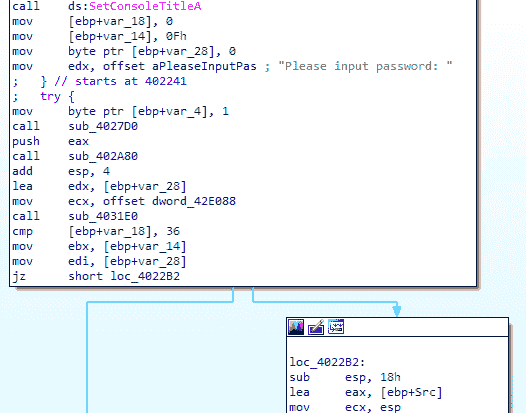 call ds:SetConsoleTitleA
mov [ebp+var_18], 0
mov [ebp+var_14], 0Fh
mov byte ptr [ebp+var_28], 0
mov edx, offset aPleaseInputPas ; "Please input password: "
; } // starts at 402241
; try {
mov byte ptr [ebp+var_4], 1
call sub_4027D0
push eax
call sub_402A80
add esp, 4
lea edx, [ebp+var_28]
mov ecx, offset dword_42E088
call sub_4031E0
cmp [ebp+var_18], 36
mov ebx, [ebp+var_14]
mov edi, [ebp+var_28]
jz short loc_4022B2
loc_4022B2:
sub esp, 18h
lea eax, [ebp+Src]
mov ecx, esp